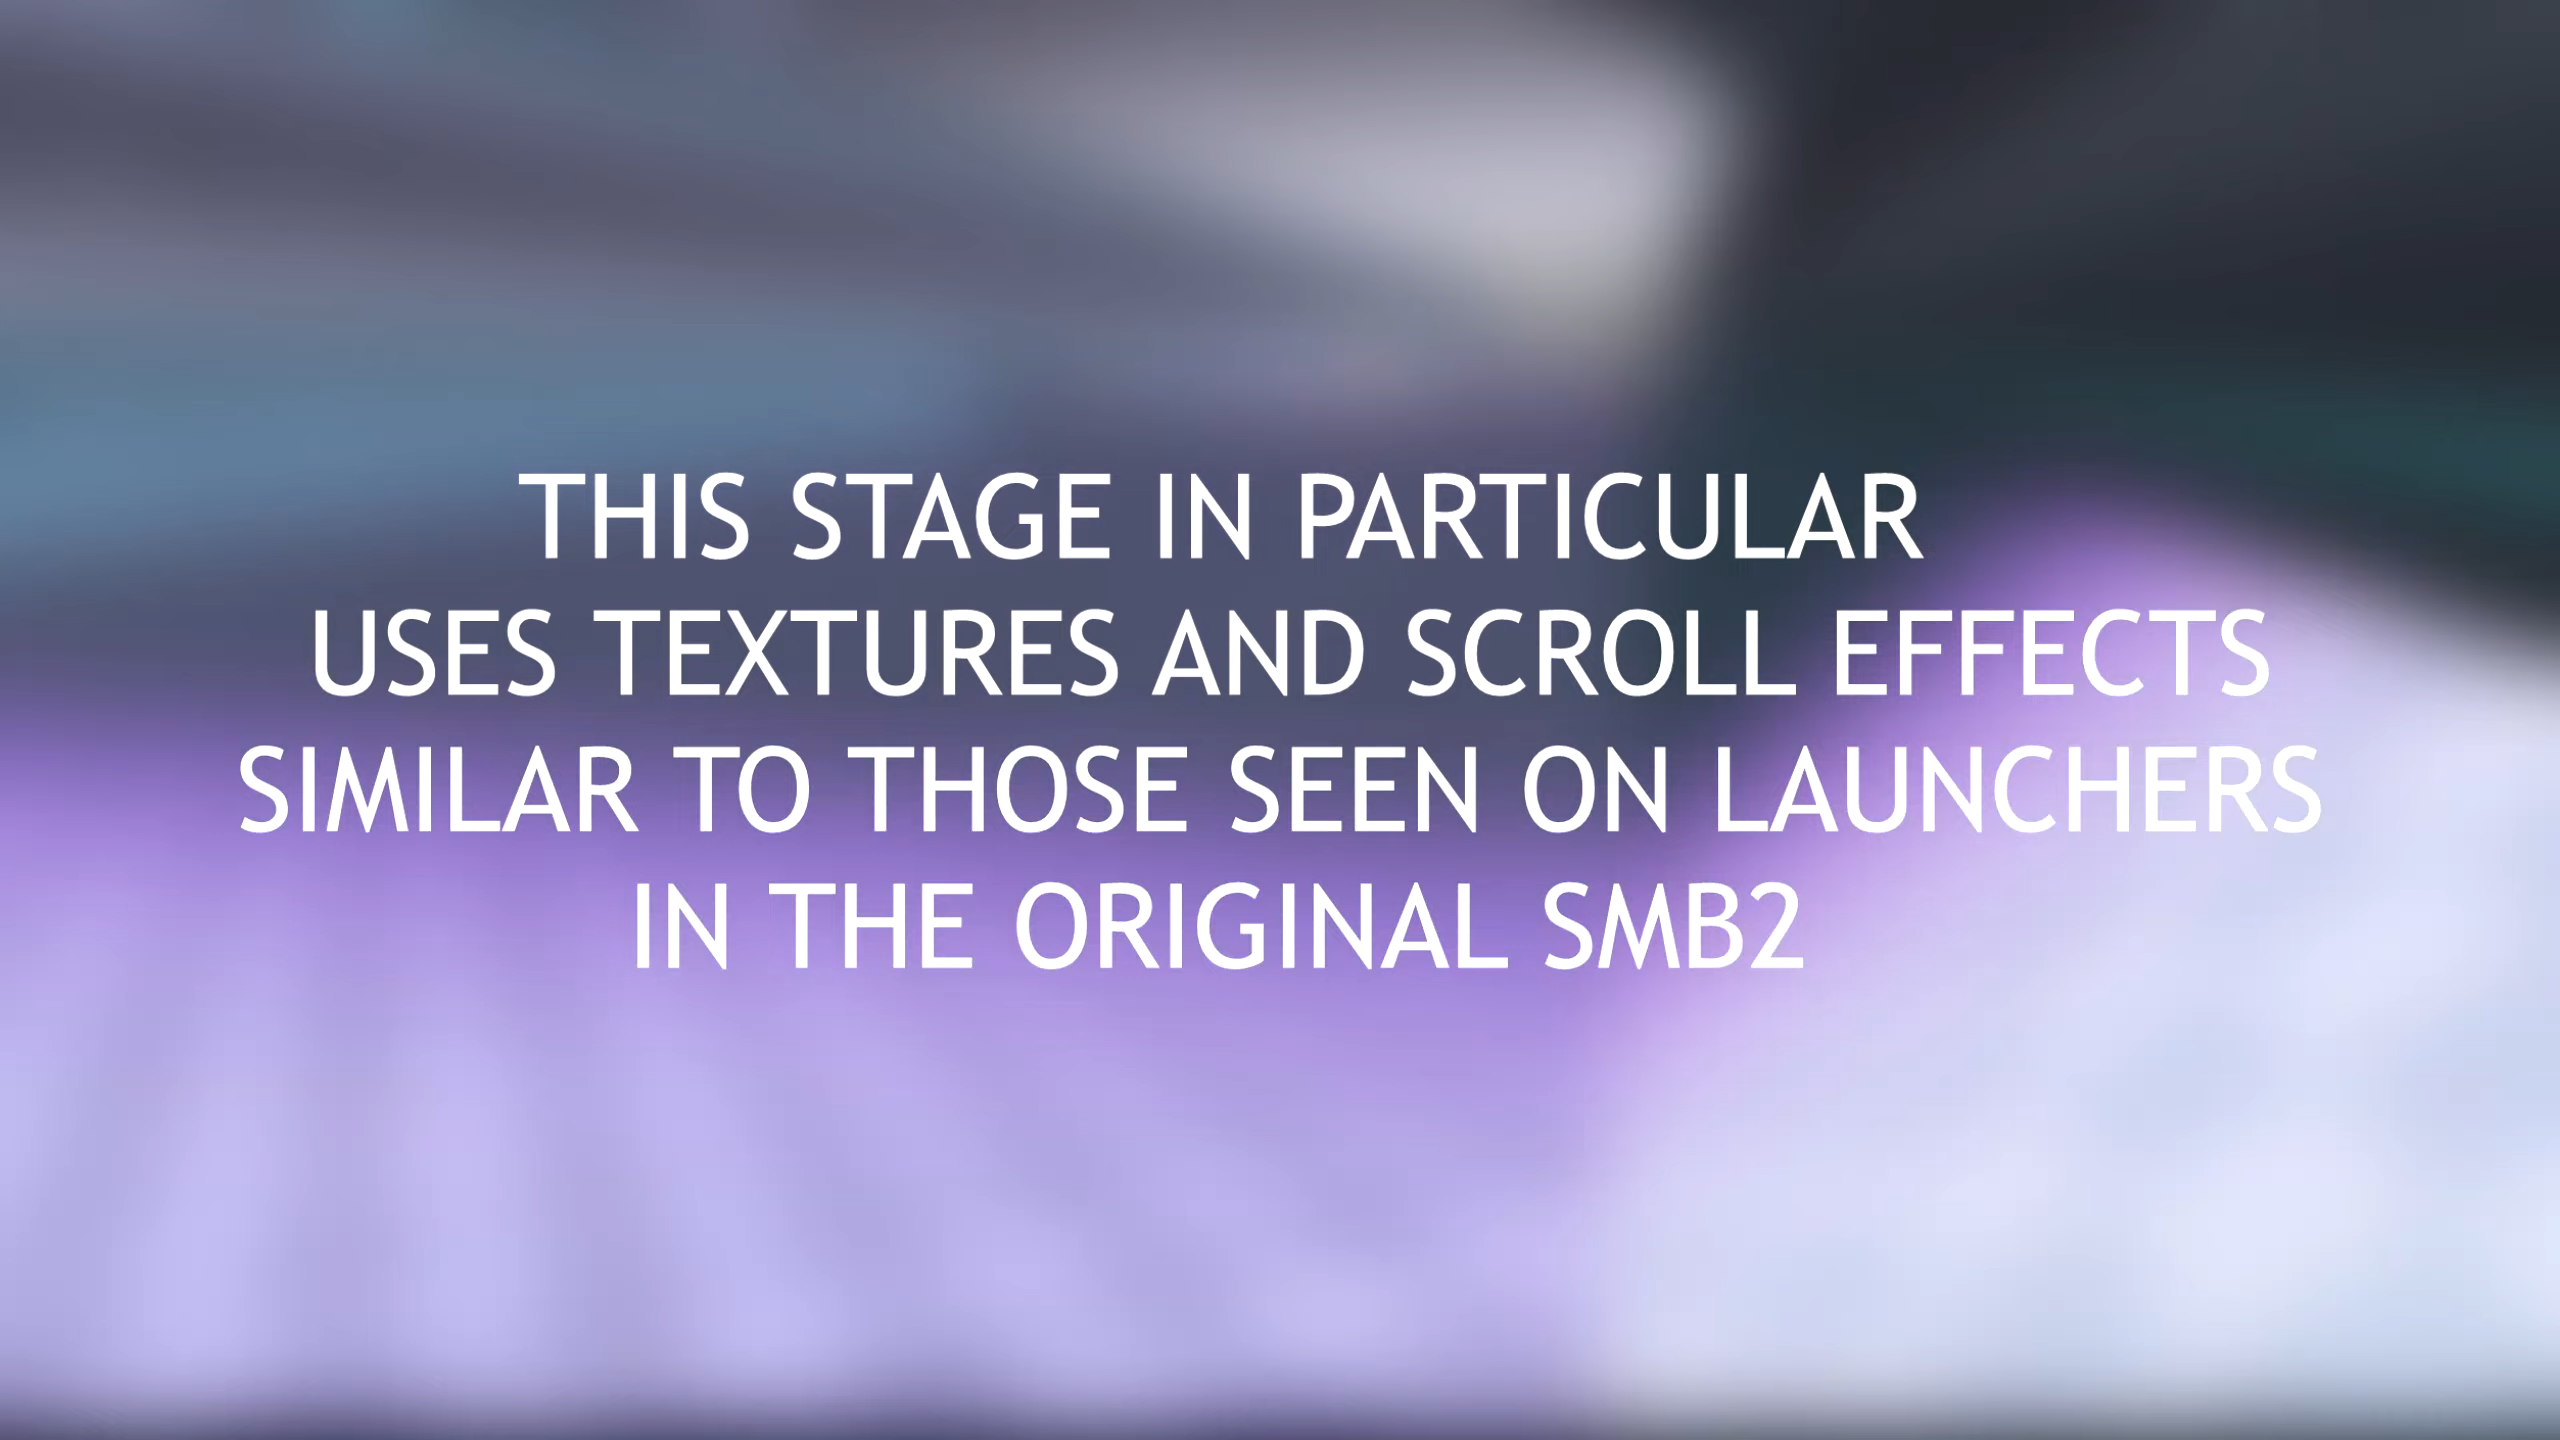 THIS STAGE IN PARTICULAR
USES TEXTURES AND SCROLL EFFECTS
SIMILAR TO THOSE SEEN ON LAUNCHERS
IN THE ORIGINAL SMB2